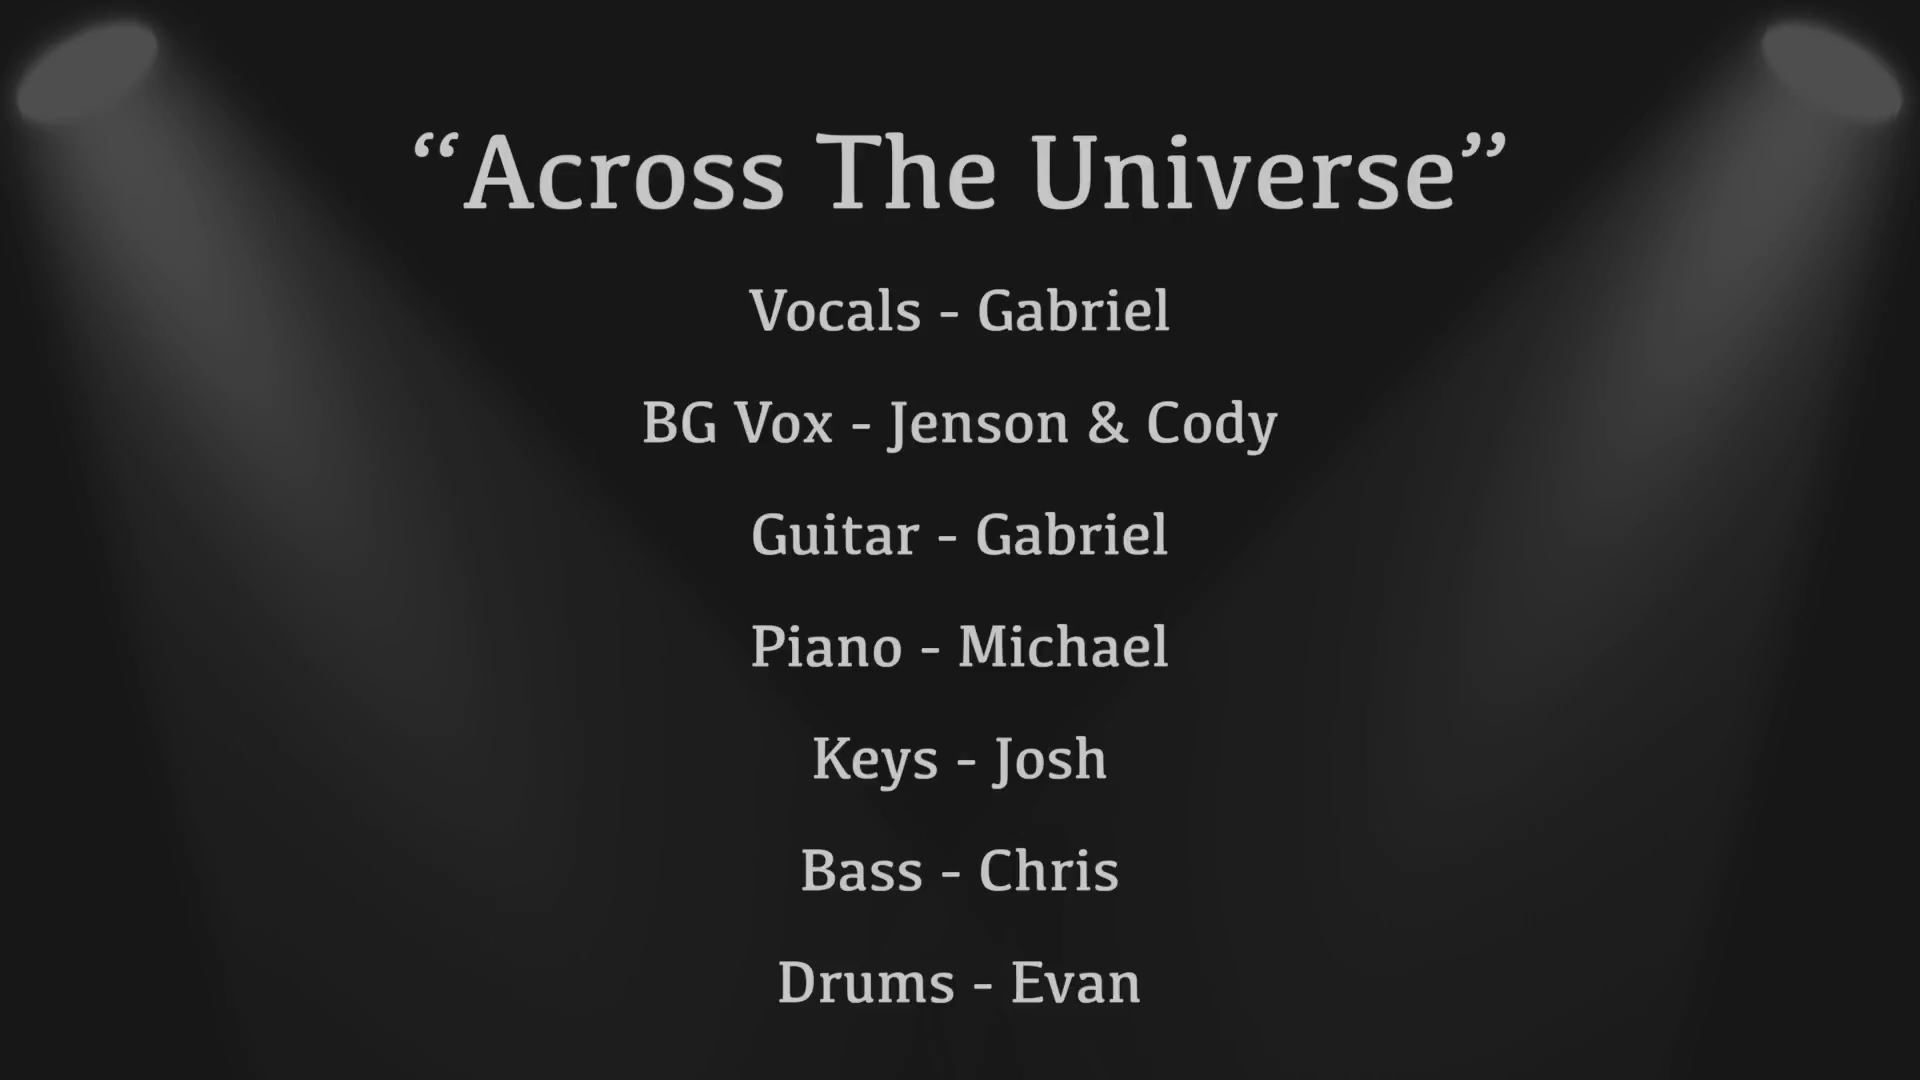 “Across The Universe”
Vocals - Gabriel
BG Vox - Jenson & Cody
Guitar - Gabriel
Piano - Michael
Keys - Josh
Bass - Chris
Drums - Evan